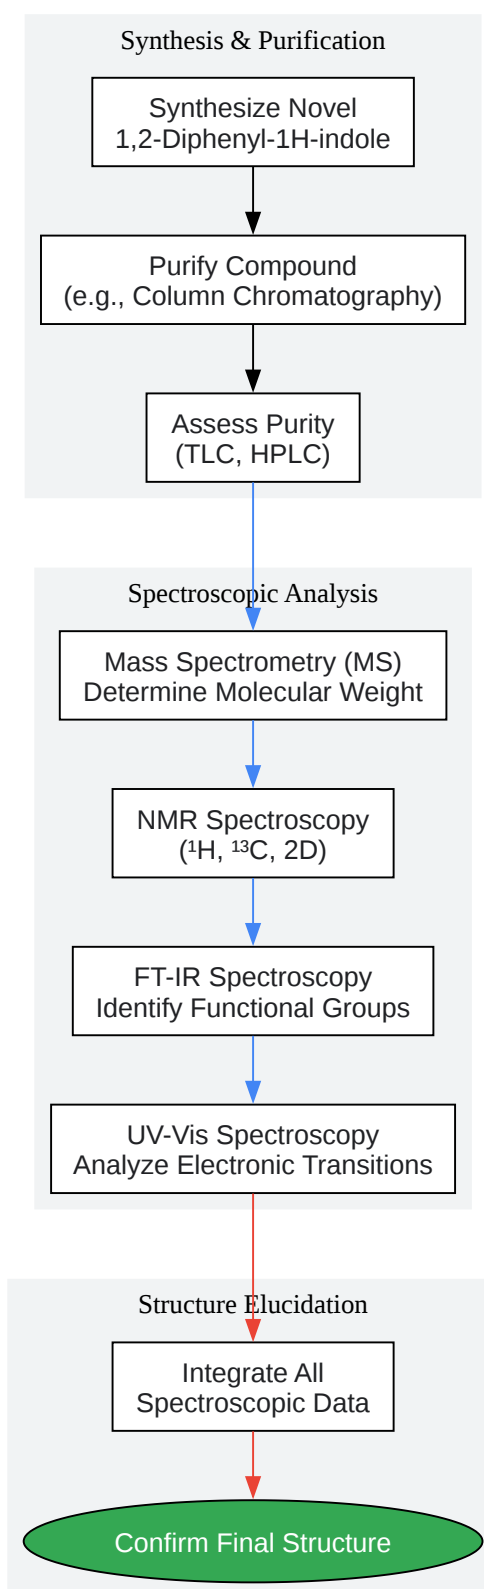 Synthesis & Purification
Synthesize Novel
1,2-Diphenyl-1H-indole
Purify Compound
(e.g., Column Chromatography)
Assess Purity
(TLC, HPLC)
Spectroscopic Analysis
Mass Spectrometry (MS)
Determine Molecular Weight
NMR Spectroscopy
(¹H, ¹³C, 2D)
FT-IR Spectroscopy
Identify Functional Groups
UV-Vis Spectroscopy
Analyze Electronic Transitions
Structure Elucidation
Integrate All
Spectroscopic Data
Confirm Final Structure